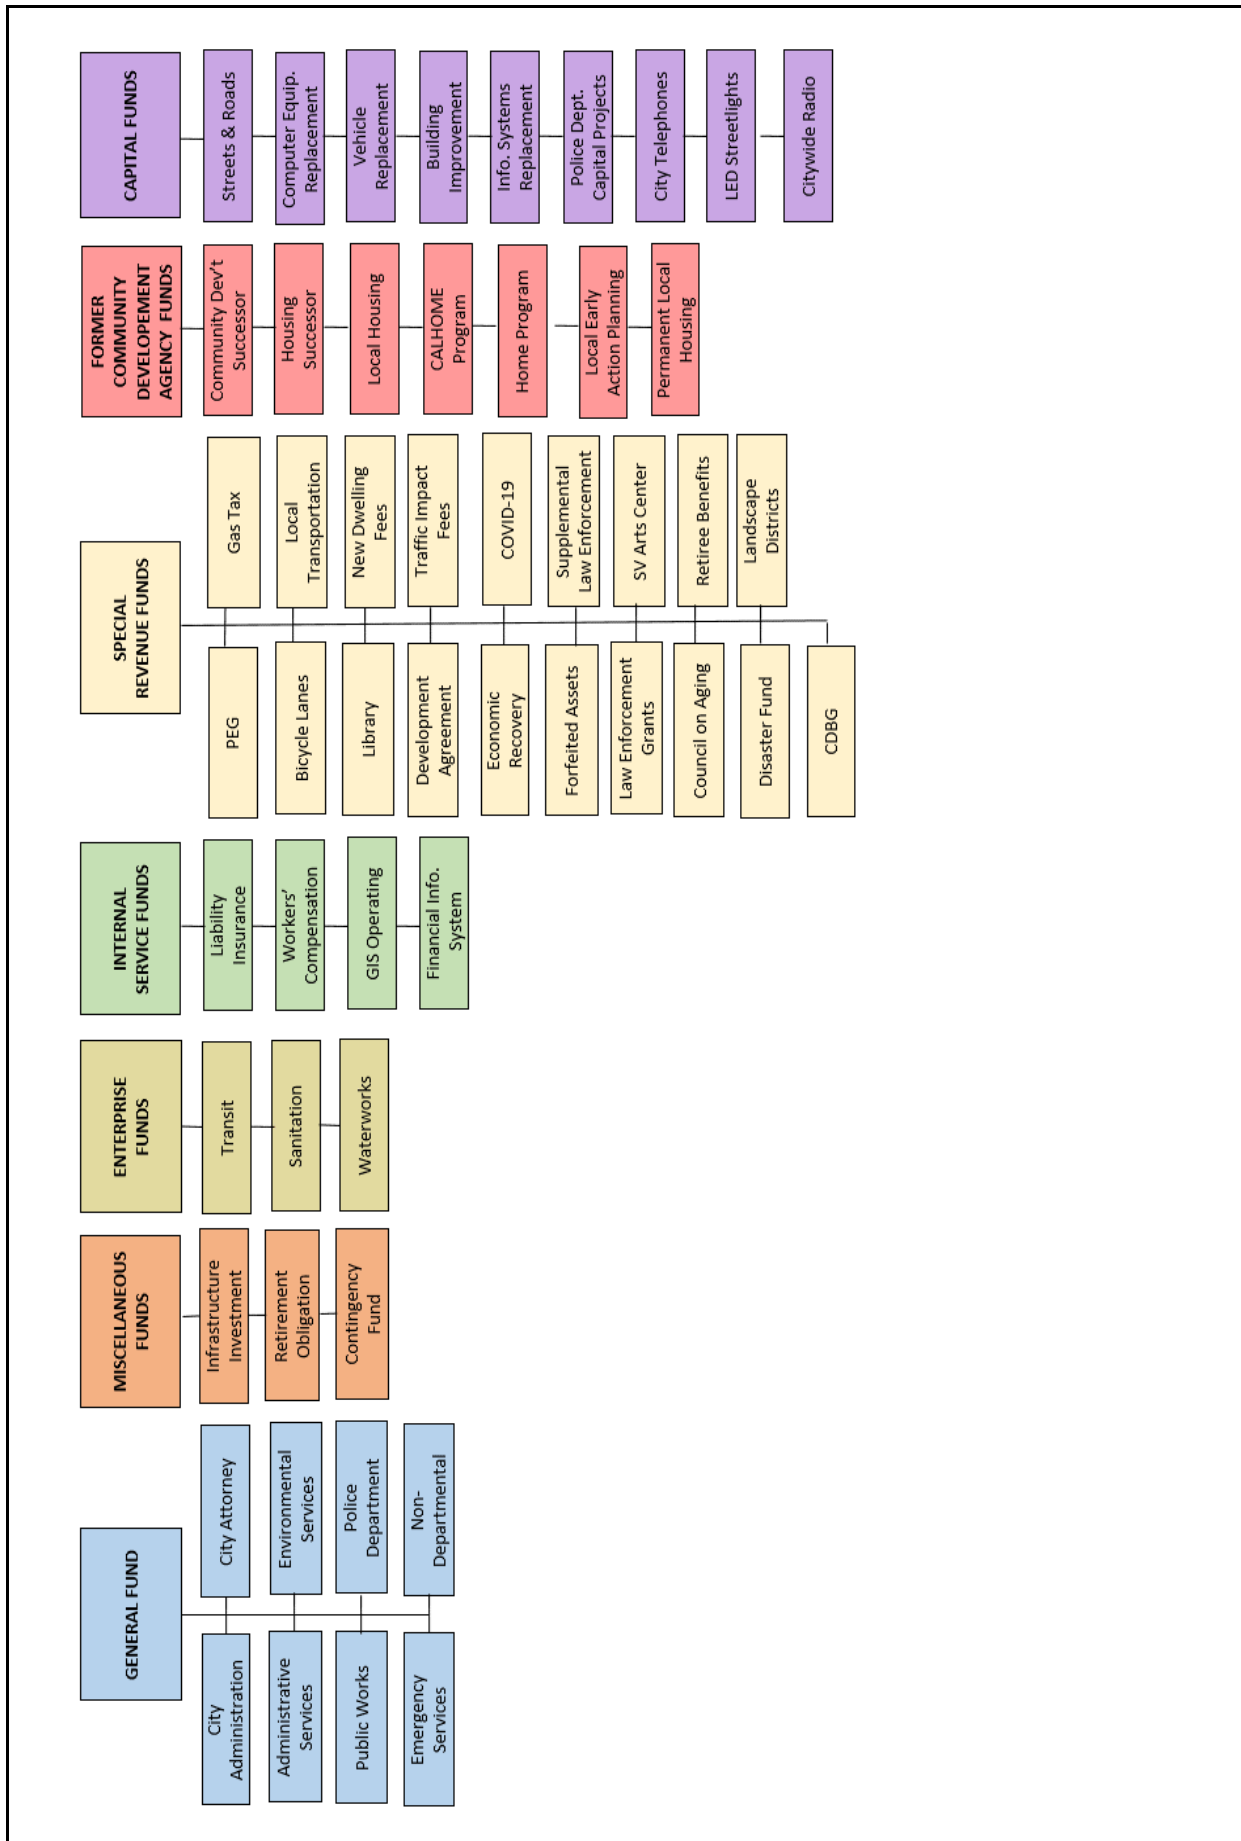 GENERAL FUND
City
Administration
City Attorney
Administrative
Services
Environmental
Services
Public Works
Police
Department
Emergency
Services
Non-
Departmental
MISCELLANEOUS
FUNDS
Infrastructure
Investment
Retirement
Obligation
Contingency
Fund
ENTERPRISE
FUNDS
Transit
Sanitation
Waterworks
INTERNAL
SERVICE FUNDS
Liability
Insurance
Workers’
Compensation
GIS Operating
Financial Info.
System
SPECIAL
REVENUE FUNDS
PEG
Gas Tax
Bicycle Lanes
Local
Transportation
Library
New Dwelling
Fees
Development
Agreement
Traffic Impact
Fees
Economic
Recovery
COVID-19
Forfeited Assets
Supplemental
Law Enforcement
Law Enforcement
Grants
SV Arts Center
Council on Aging
Retiree Benefits
Disaster Fund
Landscape
Districts
CDBG
FORMER
COMMUNITY
DEVELOPEMENT
AGENCY FUNDS
Community Dev’t
Successor
Housing
Successor
Local Housing
CALHOME
Program
Home Program
Local Early
Action Planning
Permanent Local
Housing
CAPITAL FUNDS
Streets & Roads
Computer Equip.
Replacement
Vehicle
Replacement
Building
Improvement
Info. Systems
Replacement
Police Dept.
Capital Projects
City Telephones
LED Streetlights
Citywide Radio